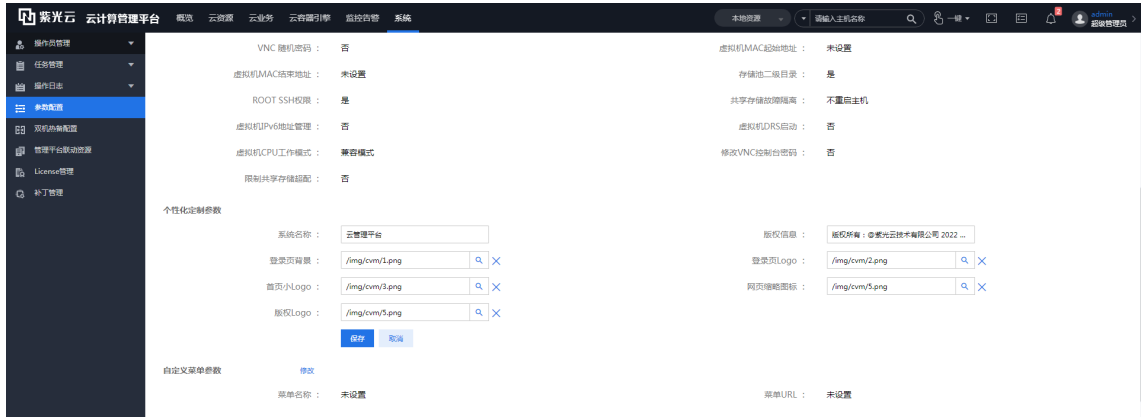 紫光云 云计算管理平台 概览 云资源 云业务 云容器引擎 监控告警 系统 本地资源 请输入主机名称 一键 2 admin 超级管理员
操作员管理
任务管理
操作日志
参数配置
双机热备配置
管理平台联动资源
License管理
补丁管理
VNC 随机密码： 否 虚拟机MAC起始地址： 未设置
虚拟机MAC结束地址： 未设置 存储池二级目录： 是
ROOT SSH权限： 是 共享存储故障隔离： 不重启主机
虚拟机IPv6地址管理： 否 虚拟机DRS启动： 否
虚拟机CPU工作模式： 兼容模式 修改VNC控制台密码： 否
限制共享存储超配： 否
个性化定制参数
系统名称： 云管理平台 版权信息： 版权所有：@紫光云技术有限公司 2022 ...
登录页背景： /img/cvm/1.png 登录页Logo： /img/cvm/2.png
首页小Logo： /img/cvm/3.png 网页缩略图标： /img/cvm/5.png
版权Logo： /img/cvm/5.png
保存 取消
自定义菜单参数 修改
菜单名称： 未设置 菜单URL： 未设置